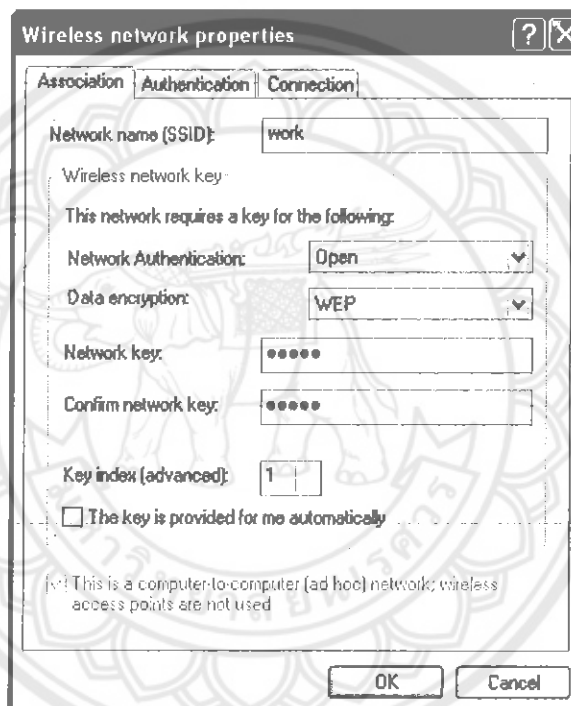 Wireless network properties
Association Authentication Connection
Network name (SSID): work
Wireless network key
This network requires a key for the following:
Network Authentication: Open
Data encryption: WEP
Network key: •••••
Confirm network key: •••••
Key index (advanced): 1
The key is provided for me automatically
This is a computer-to-computer (ad hoc) network; wireless
access points are not used
OK Cancel